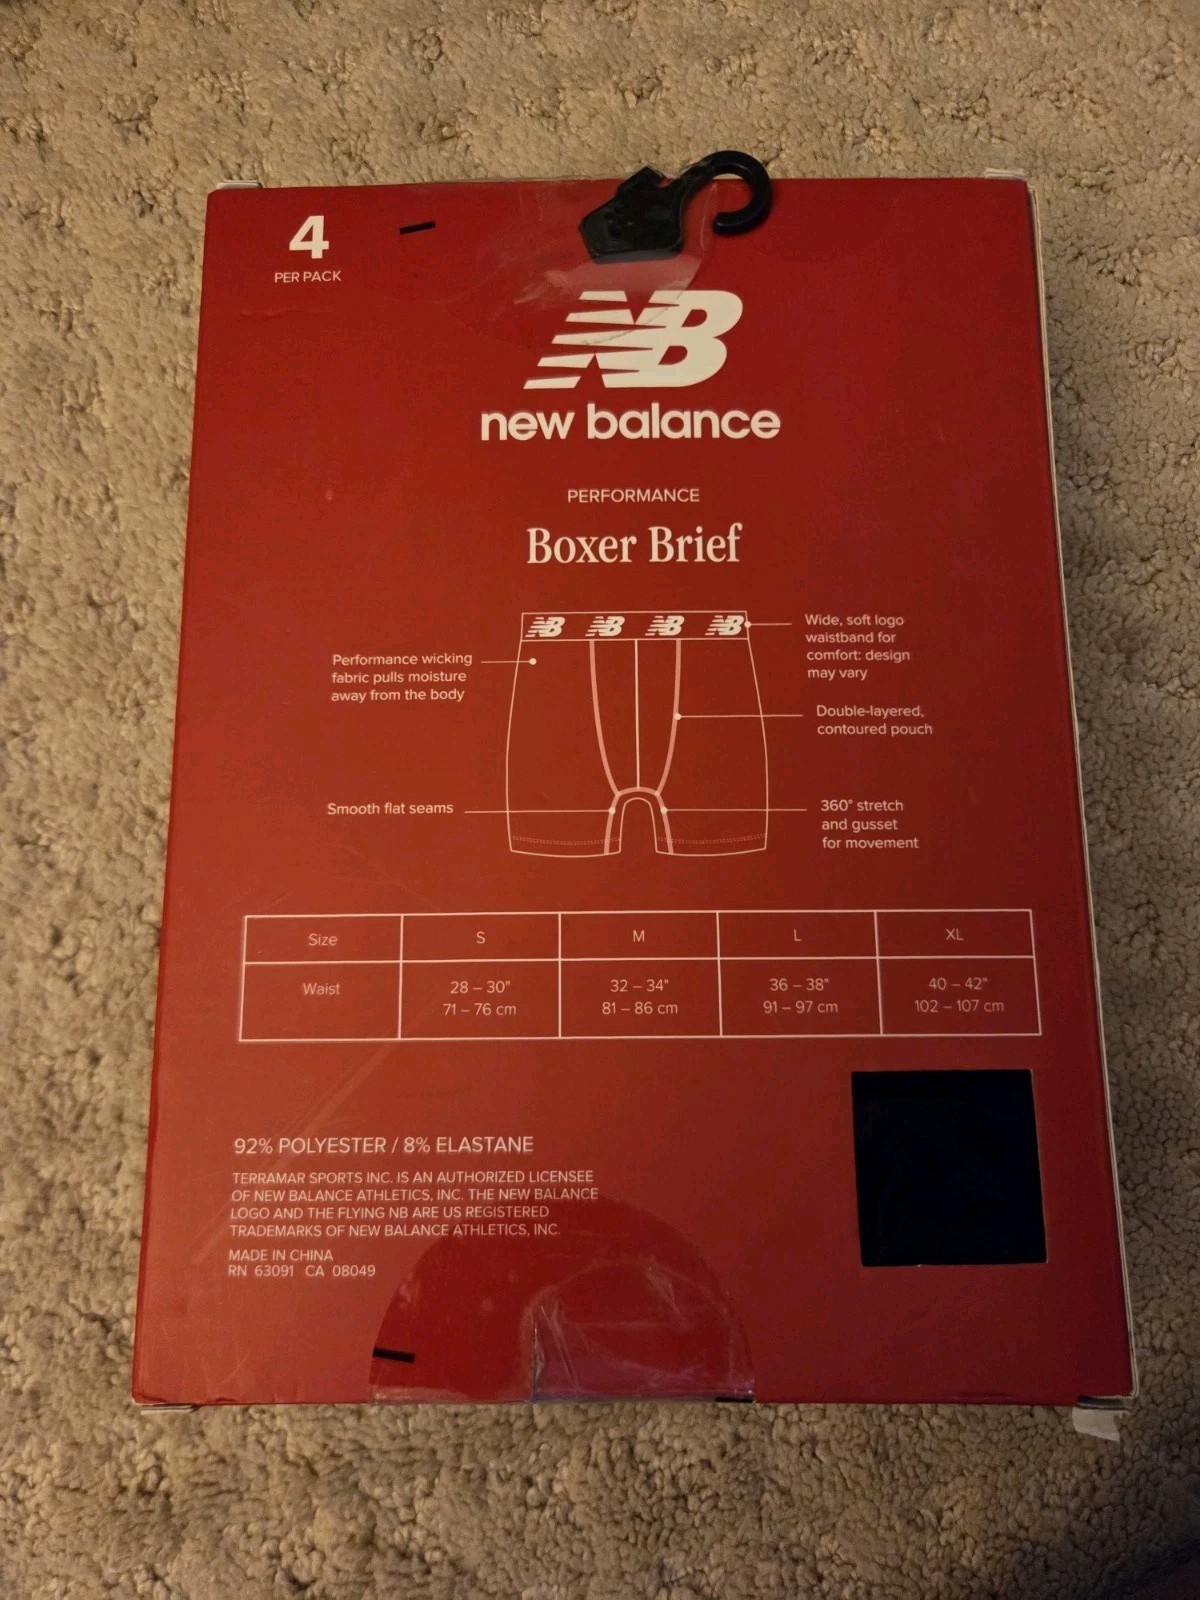 4
PER PACK
NB
new balance
PERFORMANCE
Boxer Brief
NB NB NB NB
Wide, soft logo
waistband for
comfort: design
may vary
Performance wicking
fabric pulls moisture
away from the body
Double-layered,
contoured pouch
Smooth flat seams
360° stretch
and gusset
for movement
Size S M L XL
Waist 28 – 30" 32 – 34" 36 – 38" 40 – 42"
71 – 76 cm 81 – 86 cm 91 – 97 cm 102 – 107 cm
92% POLYESTER / 8% ELASTANE
TERRAMAR SPORTS INC. IS AN AUTHORIZED LICENSEE
OF NEW BALANCE ATHLETICS, INC. THE NEW BALANCE
LOGO AND THE FLYING NB ARE US REGISTERED
TRADEMARKS OF NEW BALANCE ATHLETICS, INC.
MADE IN CHINA
RN 63091 CA 08049